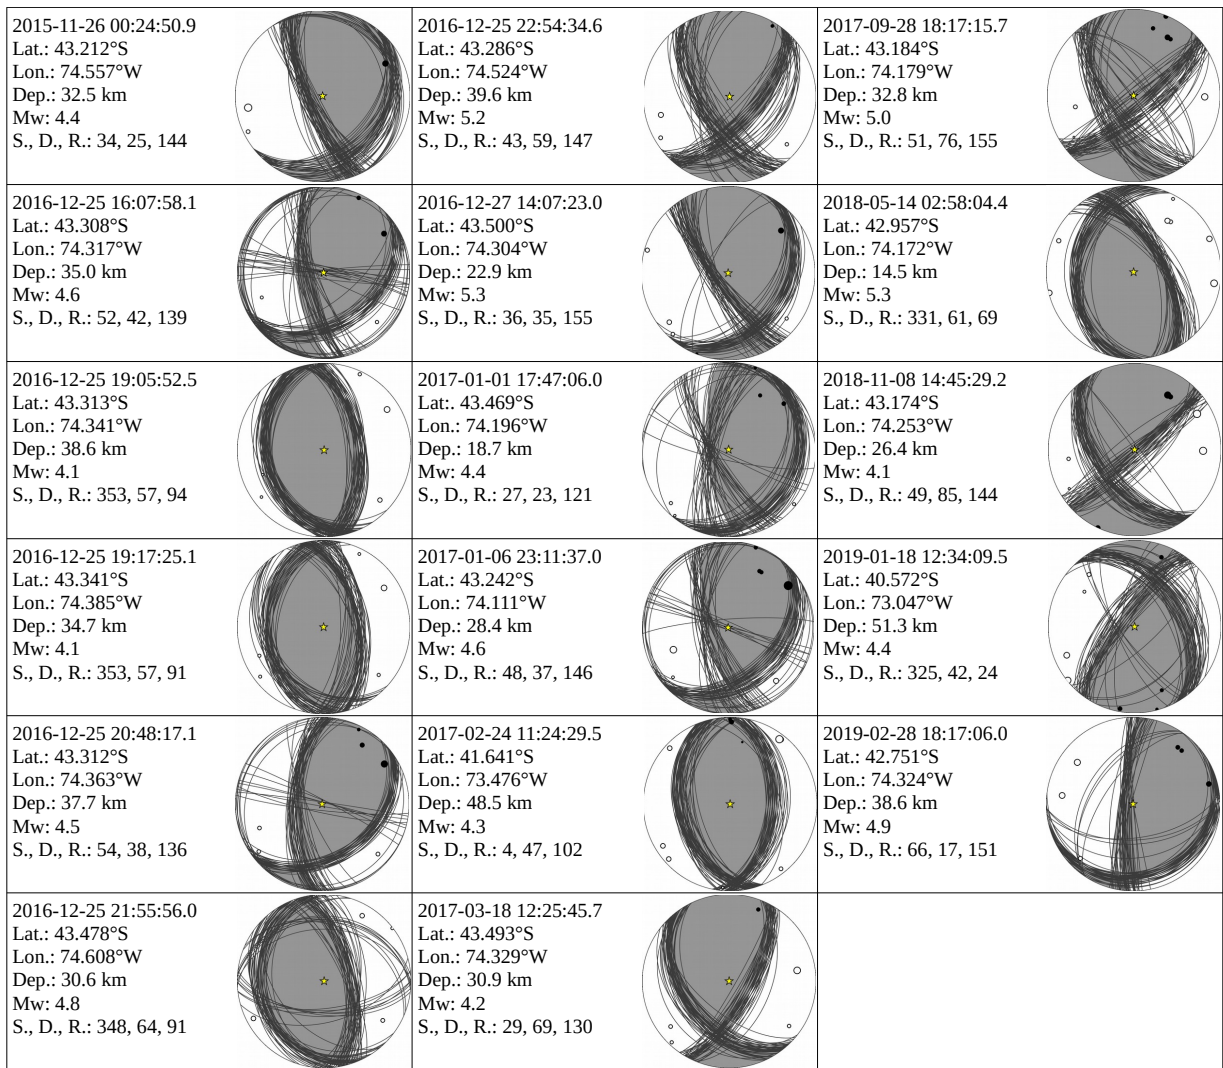 2015-11-26 00:24:50.9
Lat.: 43.212°S
Lon.: 74.557°W
Dep.: 32.5 km
Mw: 4.4
S., D., R.: 34, 25, 144
2016-12-25 22:54:34.6
Lat.: 43.286°S
Lon.: 74.524°W
Dep.: 39.6 km
Mw: 5.2
S., D., R.: 43, 59, 147
2017-09-28 18:17:15.7
Lat.: 43.184°S
Lon.: 74.179°W
Dep.: 32.8 km
Mw: 5.0
S., D., R.: 51, 76, 155
2016-12-25 16:07:58.1
Lat.: 43.308°S
Lon.: 74.317°W
Dep.: 35.0 km
Mw: 4.6
S., D., R.: 52, 42, 139
2016-12-27 14:07:23.0
Lat.: 43.500°S
Lon.: 74.304°W
Dep.: 22.9 km
Mw: 5.3
S., D., R.: 36, 35, 155
2018-05-14 02:58:04.4
Lat.: 42.957°S
Lon.: 74.172°W
Dep.: 14.5 km
Mw: 5.3
S., D., R.: 331, 61, 69
2016-12-25 19:05:52.5
Lat.: 43.313°S
Lon.: 74.341°W
Dep.: 38.6 km
Mw: 4.1
S., D., R.: 353, 57, 94
2017-01-01 17:47:06.0
Lat:. 43.469°S
Lon.: 74.196°W
Dep.: 18.7 km
Mw: 4.4
S., D., R.: 27, 23, 121
2018-11-08 14:45:29.2
Lat.: 43.174°S
Lon.: 74.253°W
Dep.: 26.4 km
Mw: 4.1
S., D., R.: 49, 85, 144
2016-12-25 19:17:25.1
Lat.: 43.341°S
Lon.: 74.385°W
Dep.: 34.7 km
Mw: 4.1
S., D., R.: 353, 57, 91
2017-01-06 23:11:37.0
Lat.: 43.242°S
Lon.: 74.111°W
Dep.: 28.4 km
Mw: 4.6
S., D., R.: 48, 37, 146
2019-01-18 12:34:09.5
Lat.: 40.572°S
Lon.: 73.047°W
Dep.: 51.3 km
Mw: 4.4
S., D., R.: 325, 42, 24
2016-12-25 20:48:17.1
Lat.: 43.312°S
Lon.: 74.363°W
Dep.: 37.7 km
Mw: 4.5
S., D., R.: 54, 38, 136
2017-02-24 11:24:29.5
Lat.: 41.641°S
Lon.: 73.476°W
Dep.: 48.5 km
Mw: 4.3
S., D., R.: 4, 47, 102
2019-02-28 18:17:06.0
Lat.: 42.751°S
Lon.: 74.324°W
Dep.: 38.6 km
Mw: 4.9
S., D., R.: 66, 17, 151
2016-12-25 21:55:56.0
Lat.: 43.478°S
Lon.: 74.608°W
Dep.: 30.6 km
Mw: 4.8
S., D., R.: 348, 64, 91
2017-03-18 12:25:45.7
Lat.: 43.493°S
Lon.: 74.329°W
Dep.: 30.9 km
Mw: 4.2
S., D., R.: 29, 69, 130